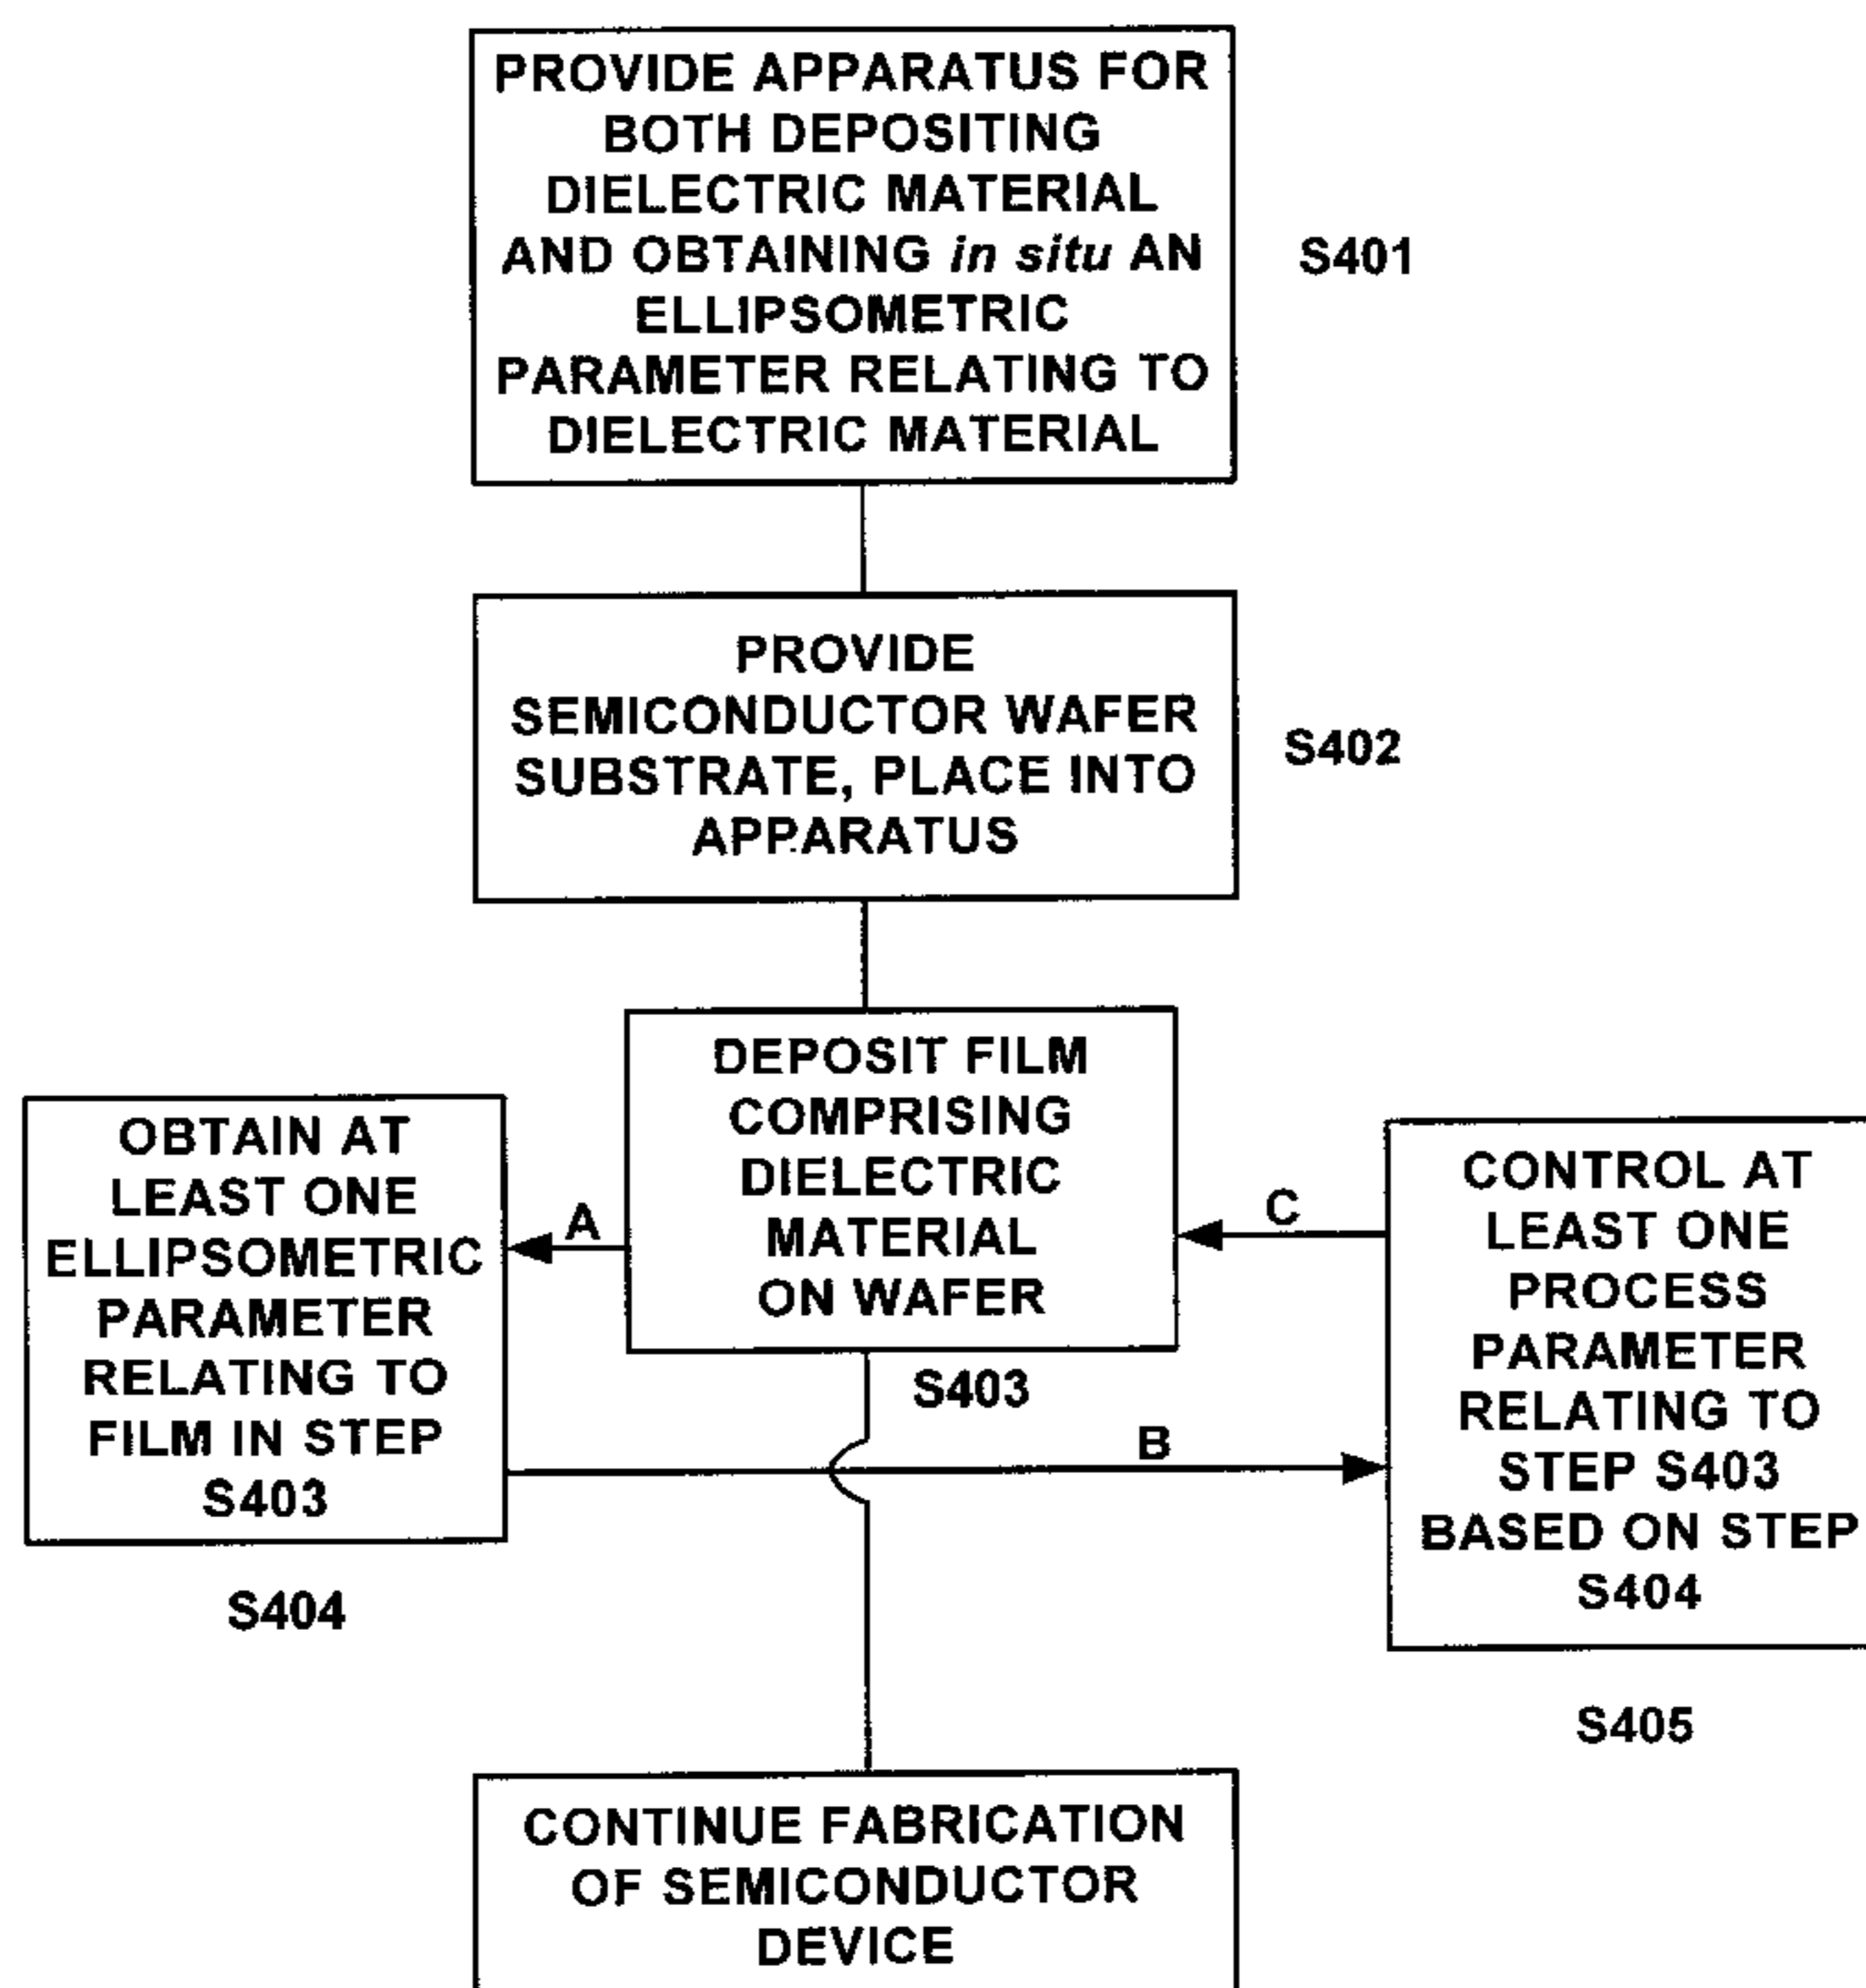 PROVIDE APPARATUS FOR
BOTH DEPOSITING
DIELECTRIC MATERIAL
AND OBTAINING in situ AN
ELLIPSOMETRIC
PARAMETER RELATING TO
DIELECTRIC MATERIAL
S401
PROVIDE
SEMICONDUCTOR WAFER
SUBSTRATE, PLACE INTO
APPARATUS
S402
DEPOSIT FILM
COMPRISING
DIELECTRIC
MATERIAL
ON WAFER
S403
OBTAIN AT
LEAST ONE
ELLIPSOMETRIC
PARAMETER
RELATING TO
FILM IN STEP
S403
S404
A
B
C
CONTROL AT
LEAST ONE
PROCESS
PARAMETER
RELATING TO
STEP S403
BASED ON STEP
S404
S405
CONTINUE FABRICATION
OF SEMICONDUCTOR
DEVICE